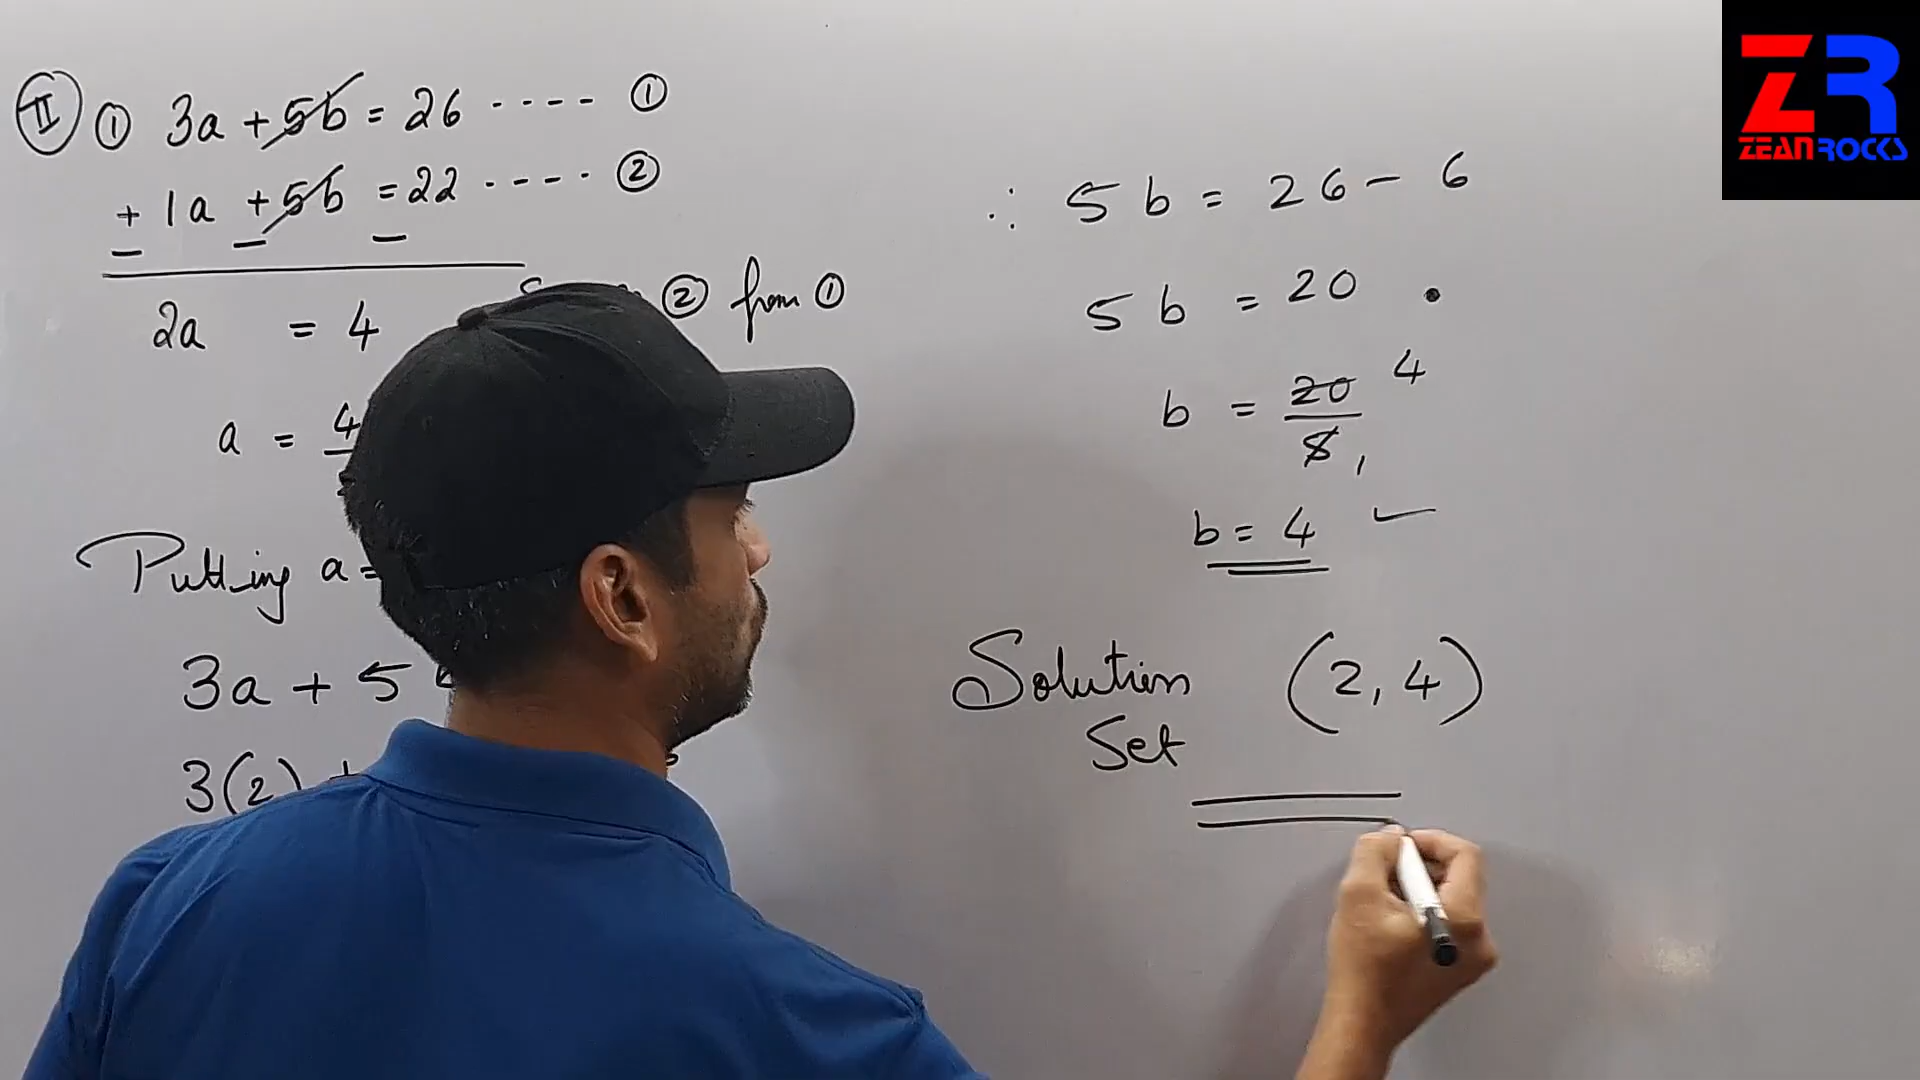 II ① 3a + 5b = 26 ---- ①
+ 1a + 5b = 22 ---- ②
− − −
2a = 4 ② from ①
a = 4
Putting a =
3a + 5
3(2) +
∴ 5b = 26 - 6
5b = 20 .
b = 20/5 4 1
b = 4 ✓
Solution (2, 4)
Set
ZR
ZEAN ROCKS